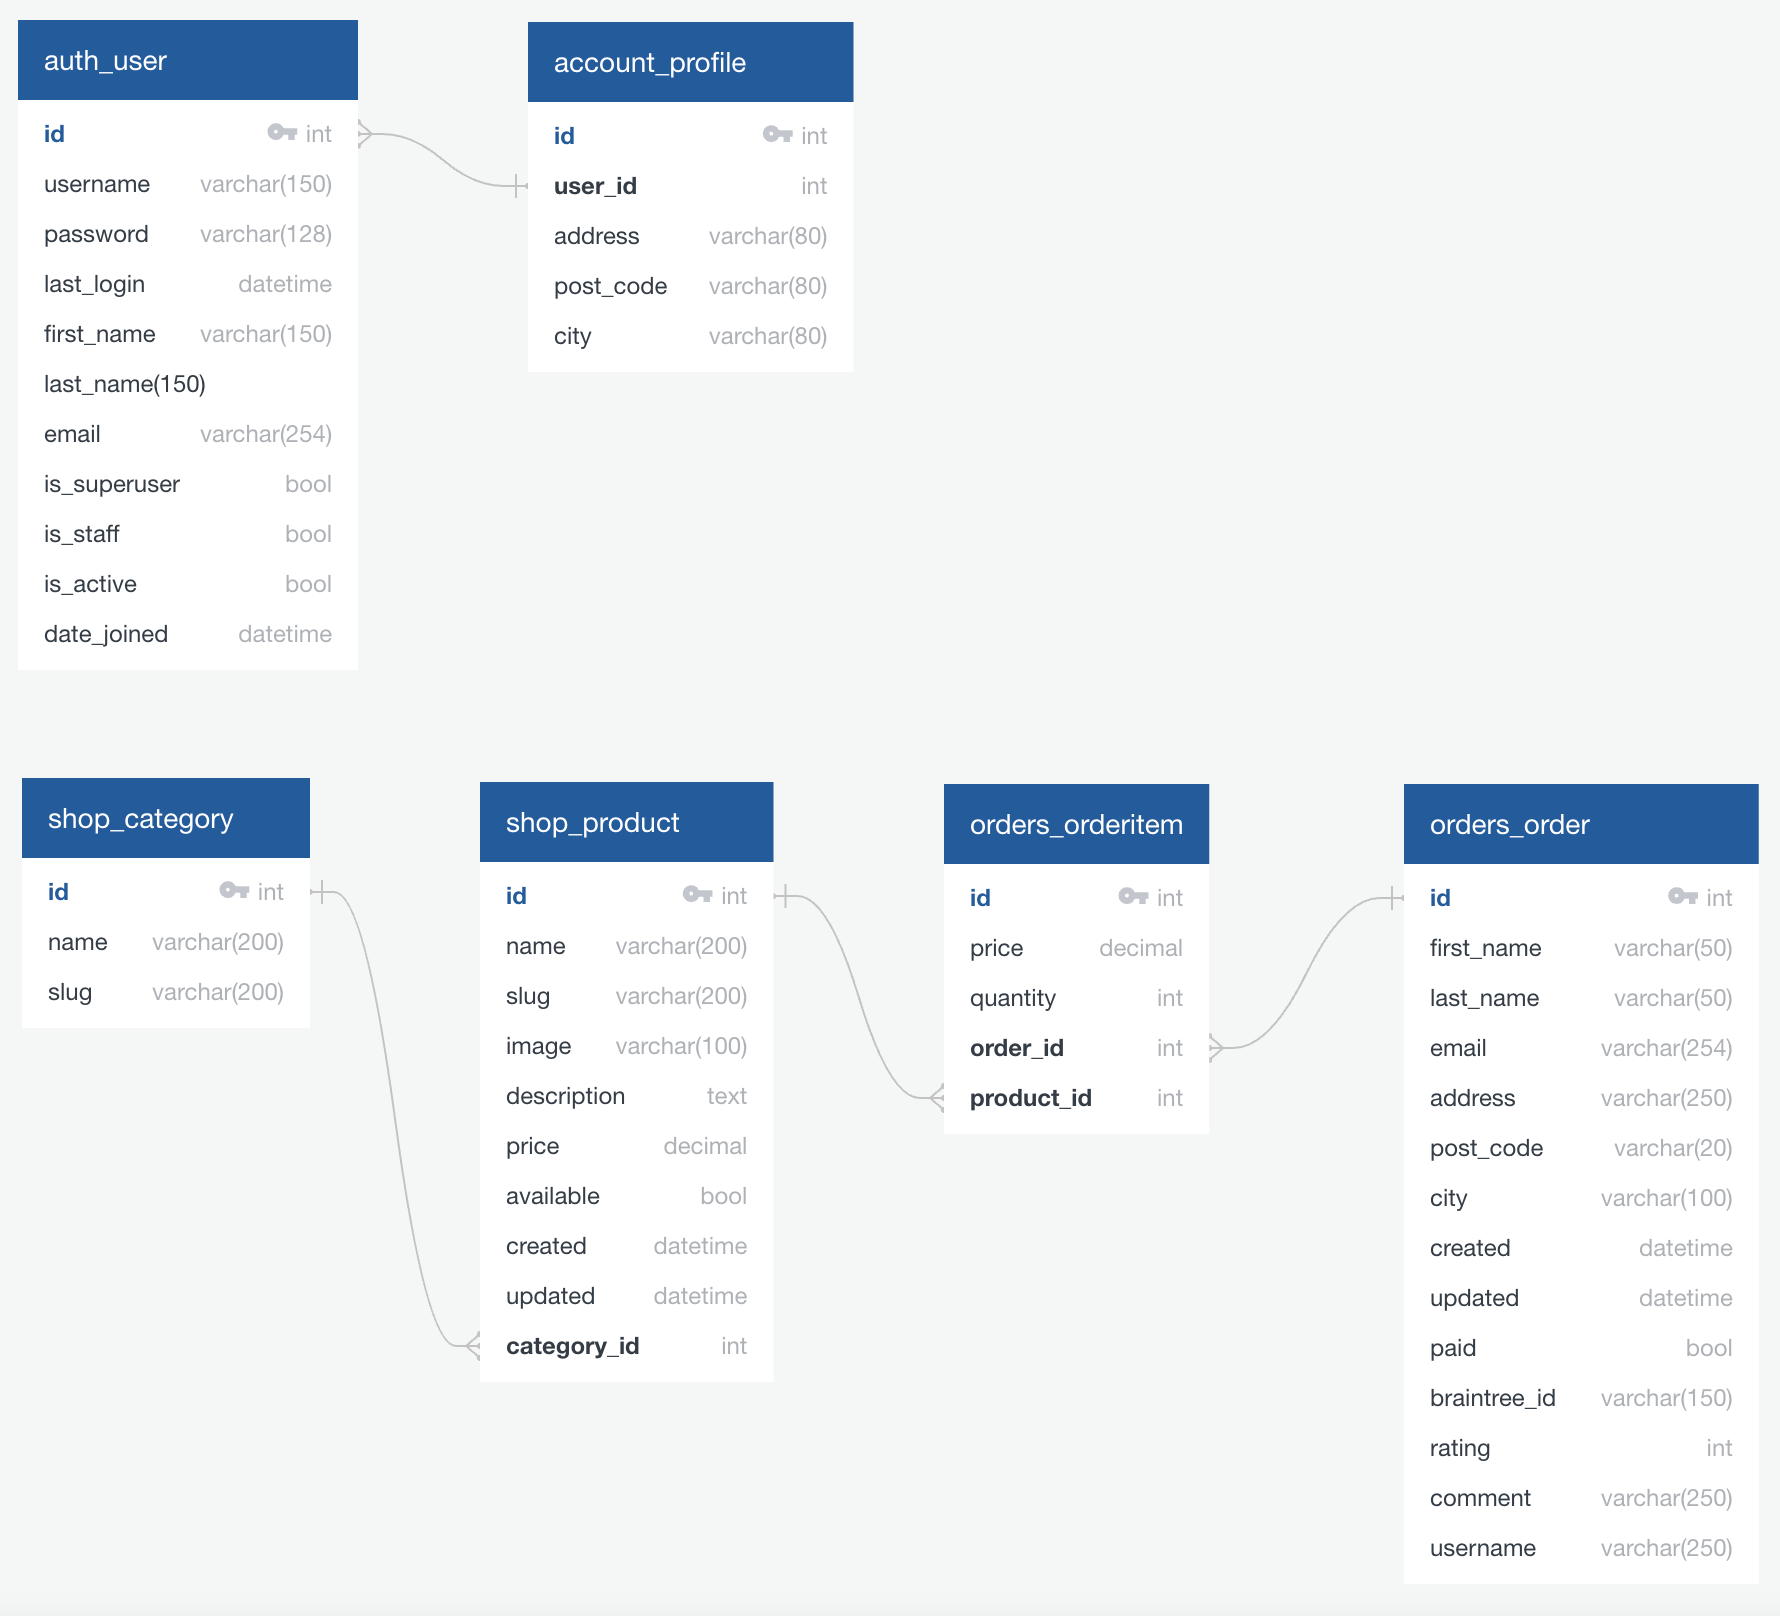 auth_user
id int
username varchar(150)
password varchar(128)
last_login datetime
first_name varchar(150)
last_name(150)
email varchar(254)
is_superuser bool
is_staff bool
is_active bool
date_joined datetime
account_profile
id int
user_id int
address varchar(80)
post_code varchar(80)
city varchar(80)
shop_category
id int
name varchar(200)
slug varchar(200)
shop_product
id int
name varchar(200)
slug varchar(200)
image varchar(100)
description text
price decimal
available bool
created datetime
updated datetime
category_id int
orders_orderitem
id int
price decimal
quantity int
order_id int
product_id int
orders_order
id int
first_name varchar(50)
last_name varchar(50)
email varchar(254)
address varchar(250)
post_code varchar(20)
city varchar(100)
created datetime
updated datetime
paid bool
braintree_id varchar(150)
rating int
comment varchar(250)
username varchar(250)